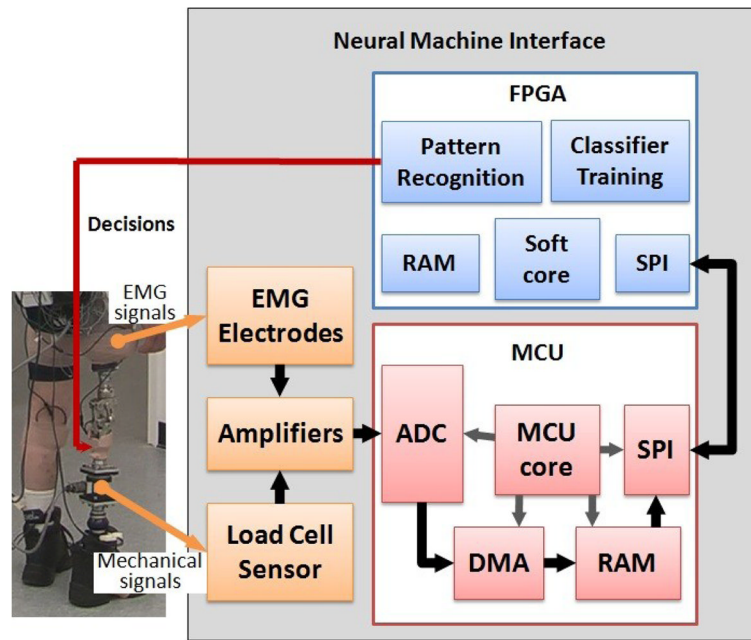 Neural Machine Interface
FPGA
Pattern
Recognition
Classifier
Training
RAM
Soft
core
SPI
Decisions
EMG
signals
EMG
Electrodes
Amplifiers
Load Cell
Sensor
Mechanical
signals
MCU
ADC
MCU
core
SPI
DMA
RAM